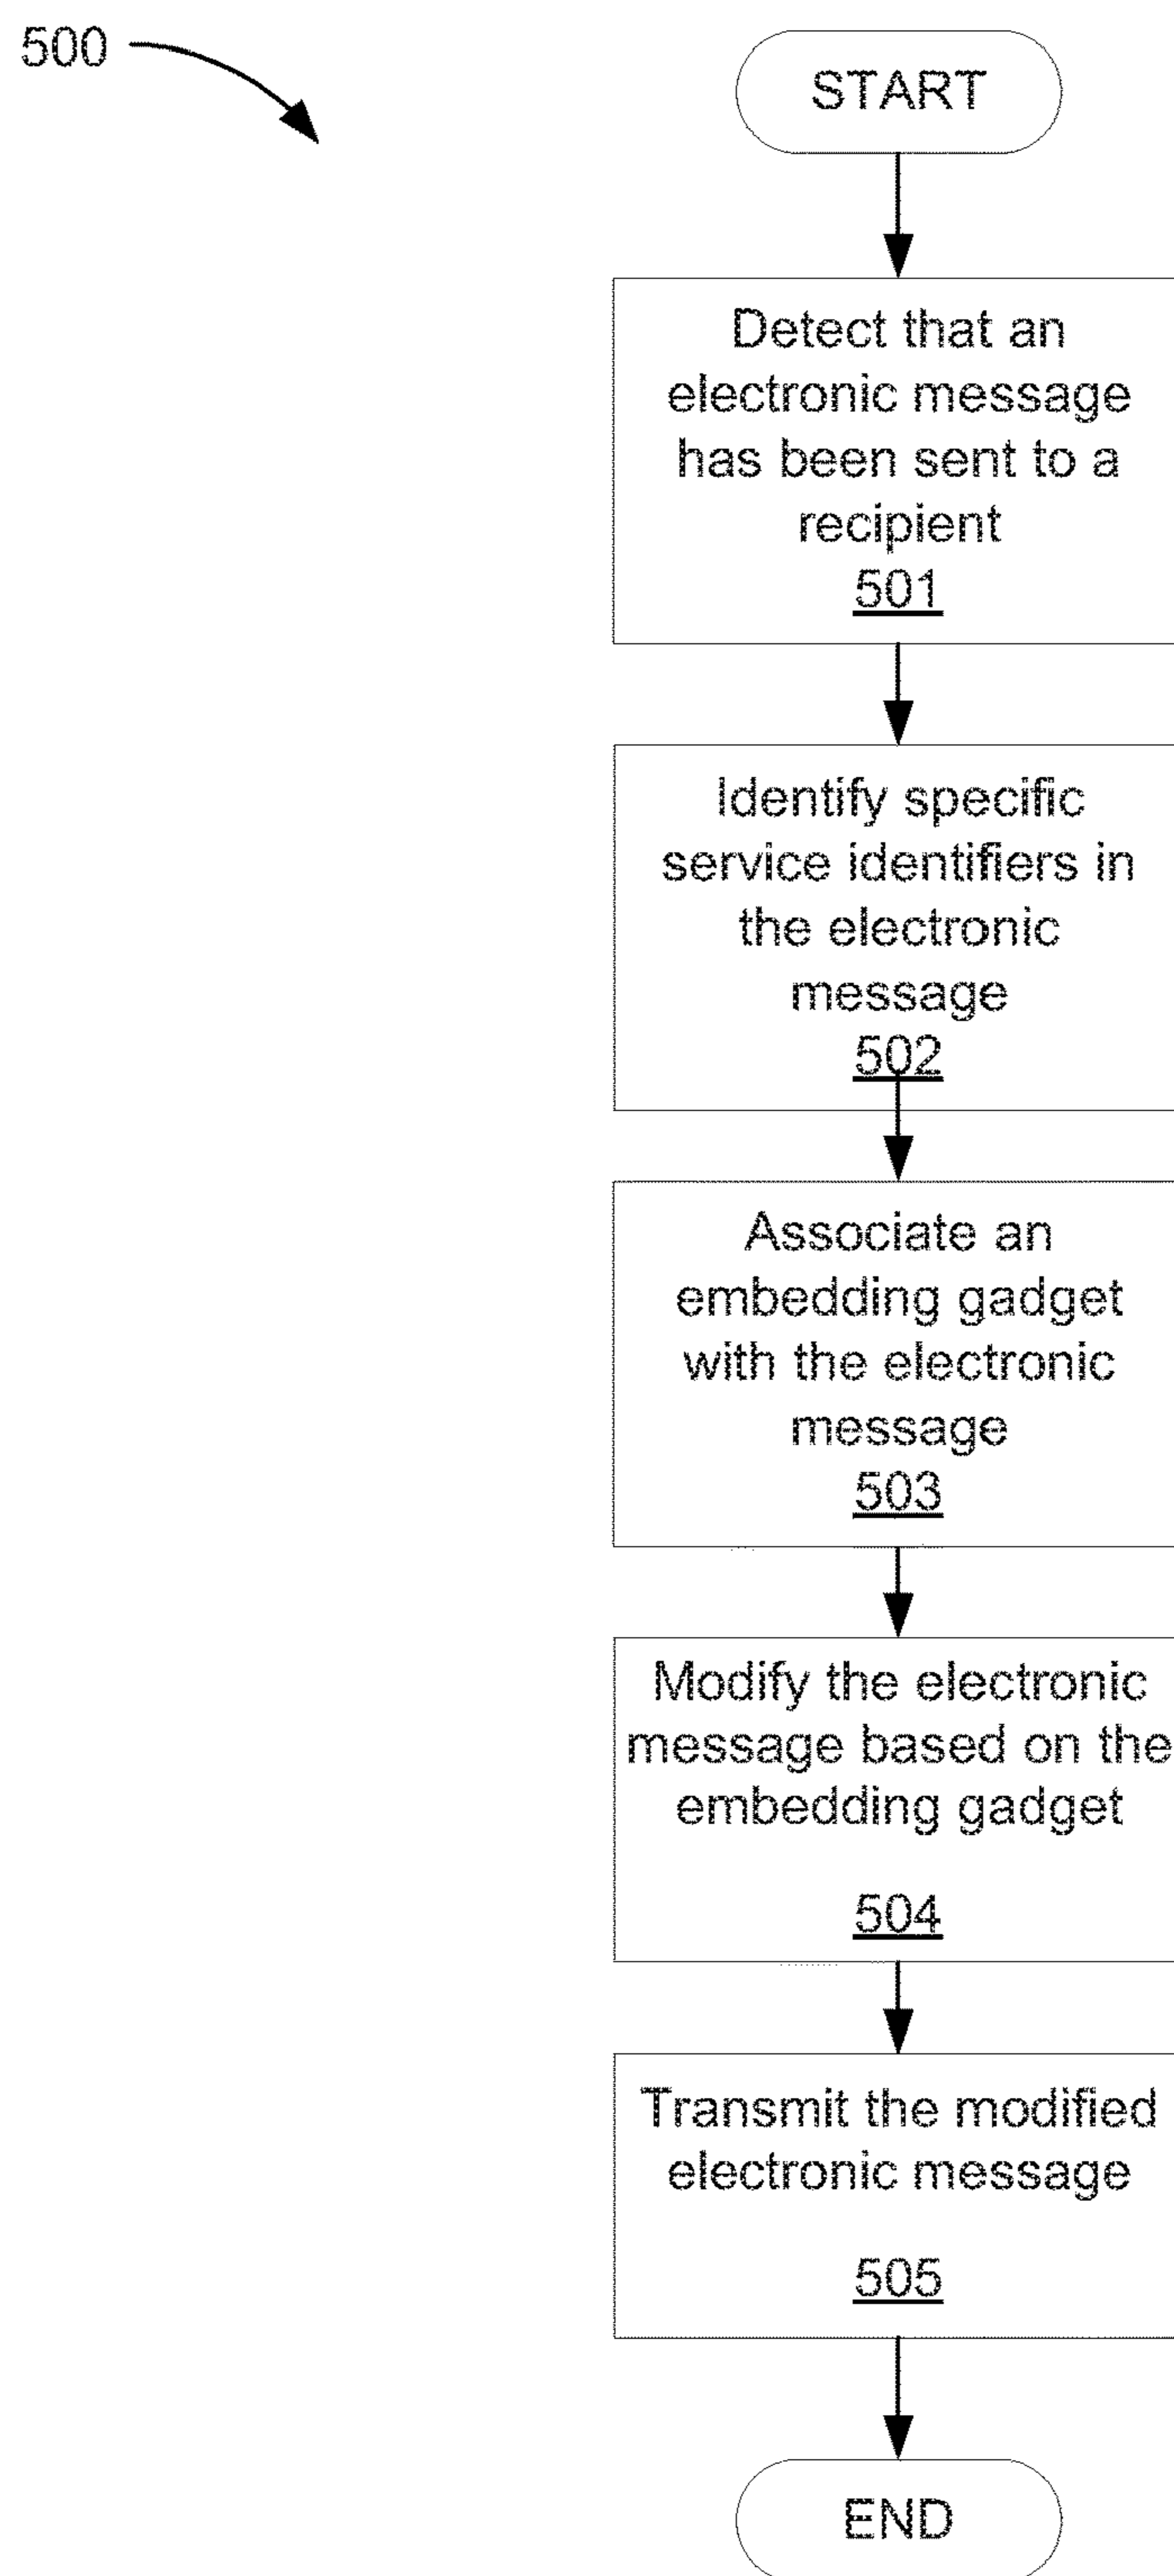 500
START
Detect that an
electronic message
has been sent to a
recipient
501
Identify specific
service identifiers in
the electronic
message
502
Associate an
embedding gadget
with the electronic
message
503
Modify the electronic
message based on the
embedding gadget
504
Transmit the modified
electronic message
505
END